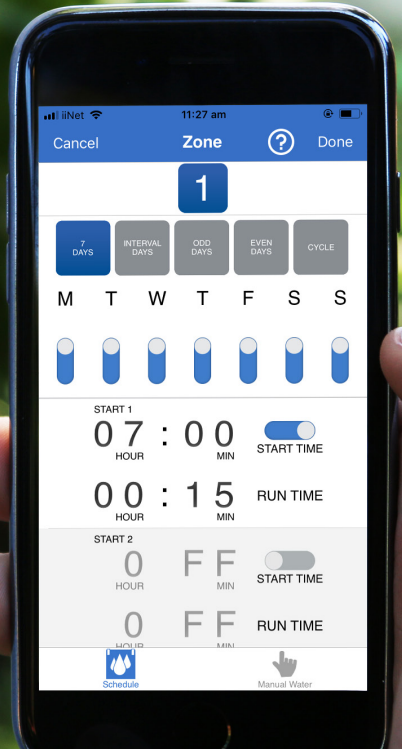 iiNet 11:27 am
Cancel Zone ? Done
1
7 DAYS INTERVAL DAYS ODD DAYS EVEN DAYS CYCLE
M T W T F S S
START 1
07 : 00 START TIME
HOUR MIN
00 : 15 RUN TIME
HOUR MIN
START 2
0 FF START TIME
HOUR MIN
0 FF RUN TIME
HOUR MIN
Schedule Manual Water